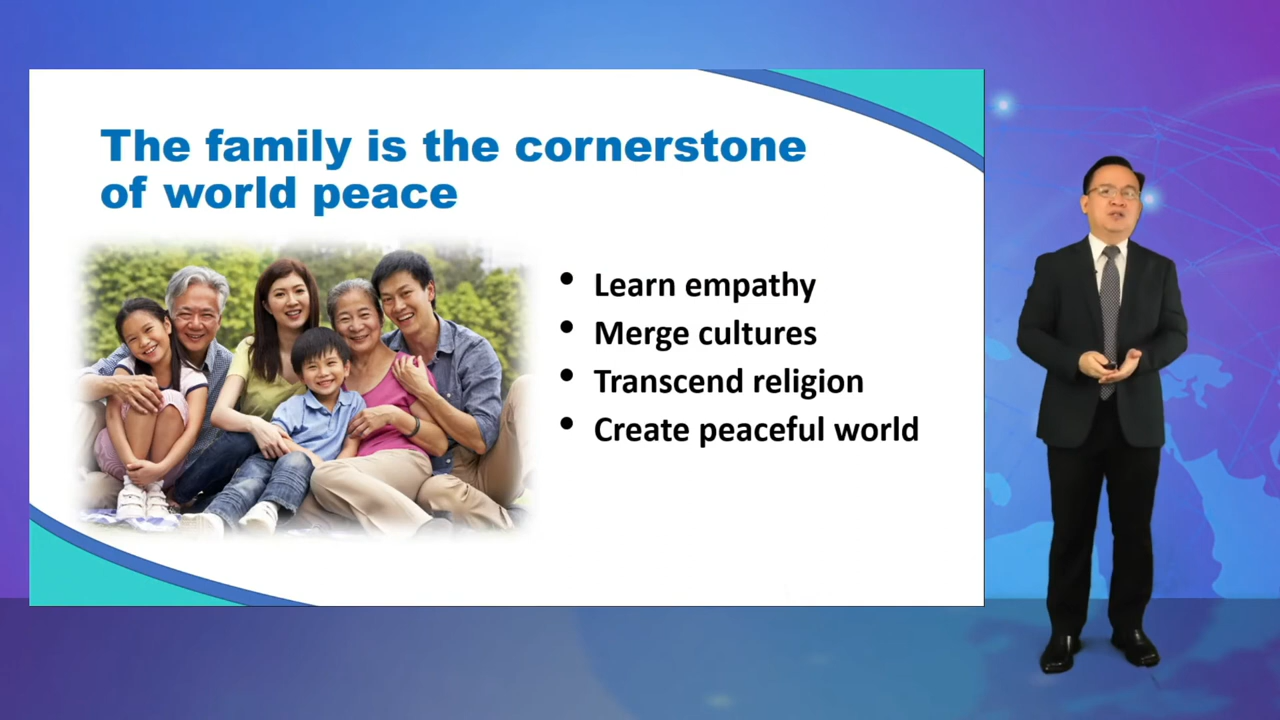 The family is the cornerstone
of world peace
• Learn empathy
• Merge cultures
• Transcend religion
• Create peaceful world